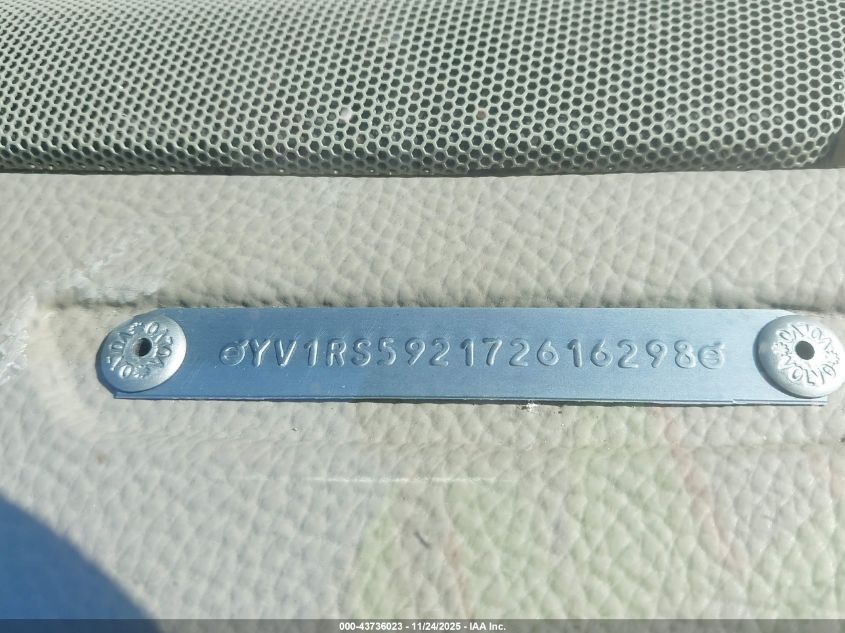 VOLVO
YV1RS592172616298
VOLVO
000-43736023 - 11/24/2025 - IAA Inc.